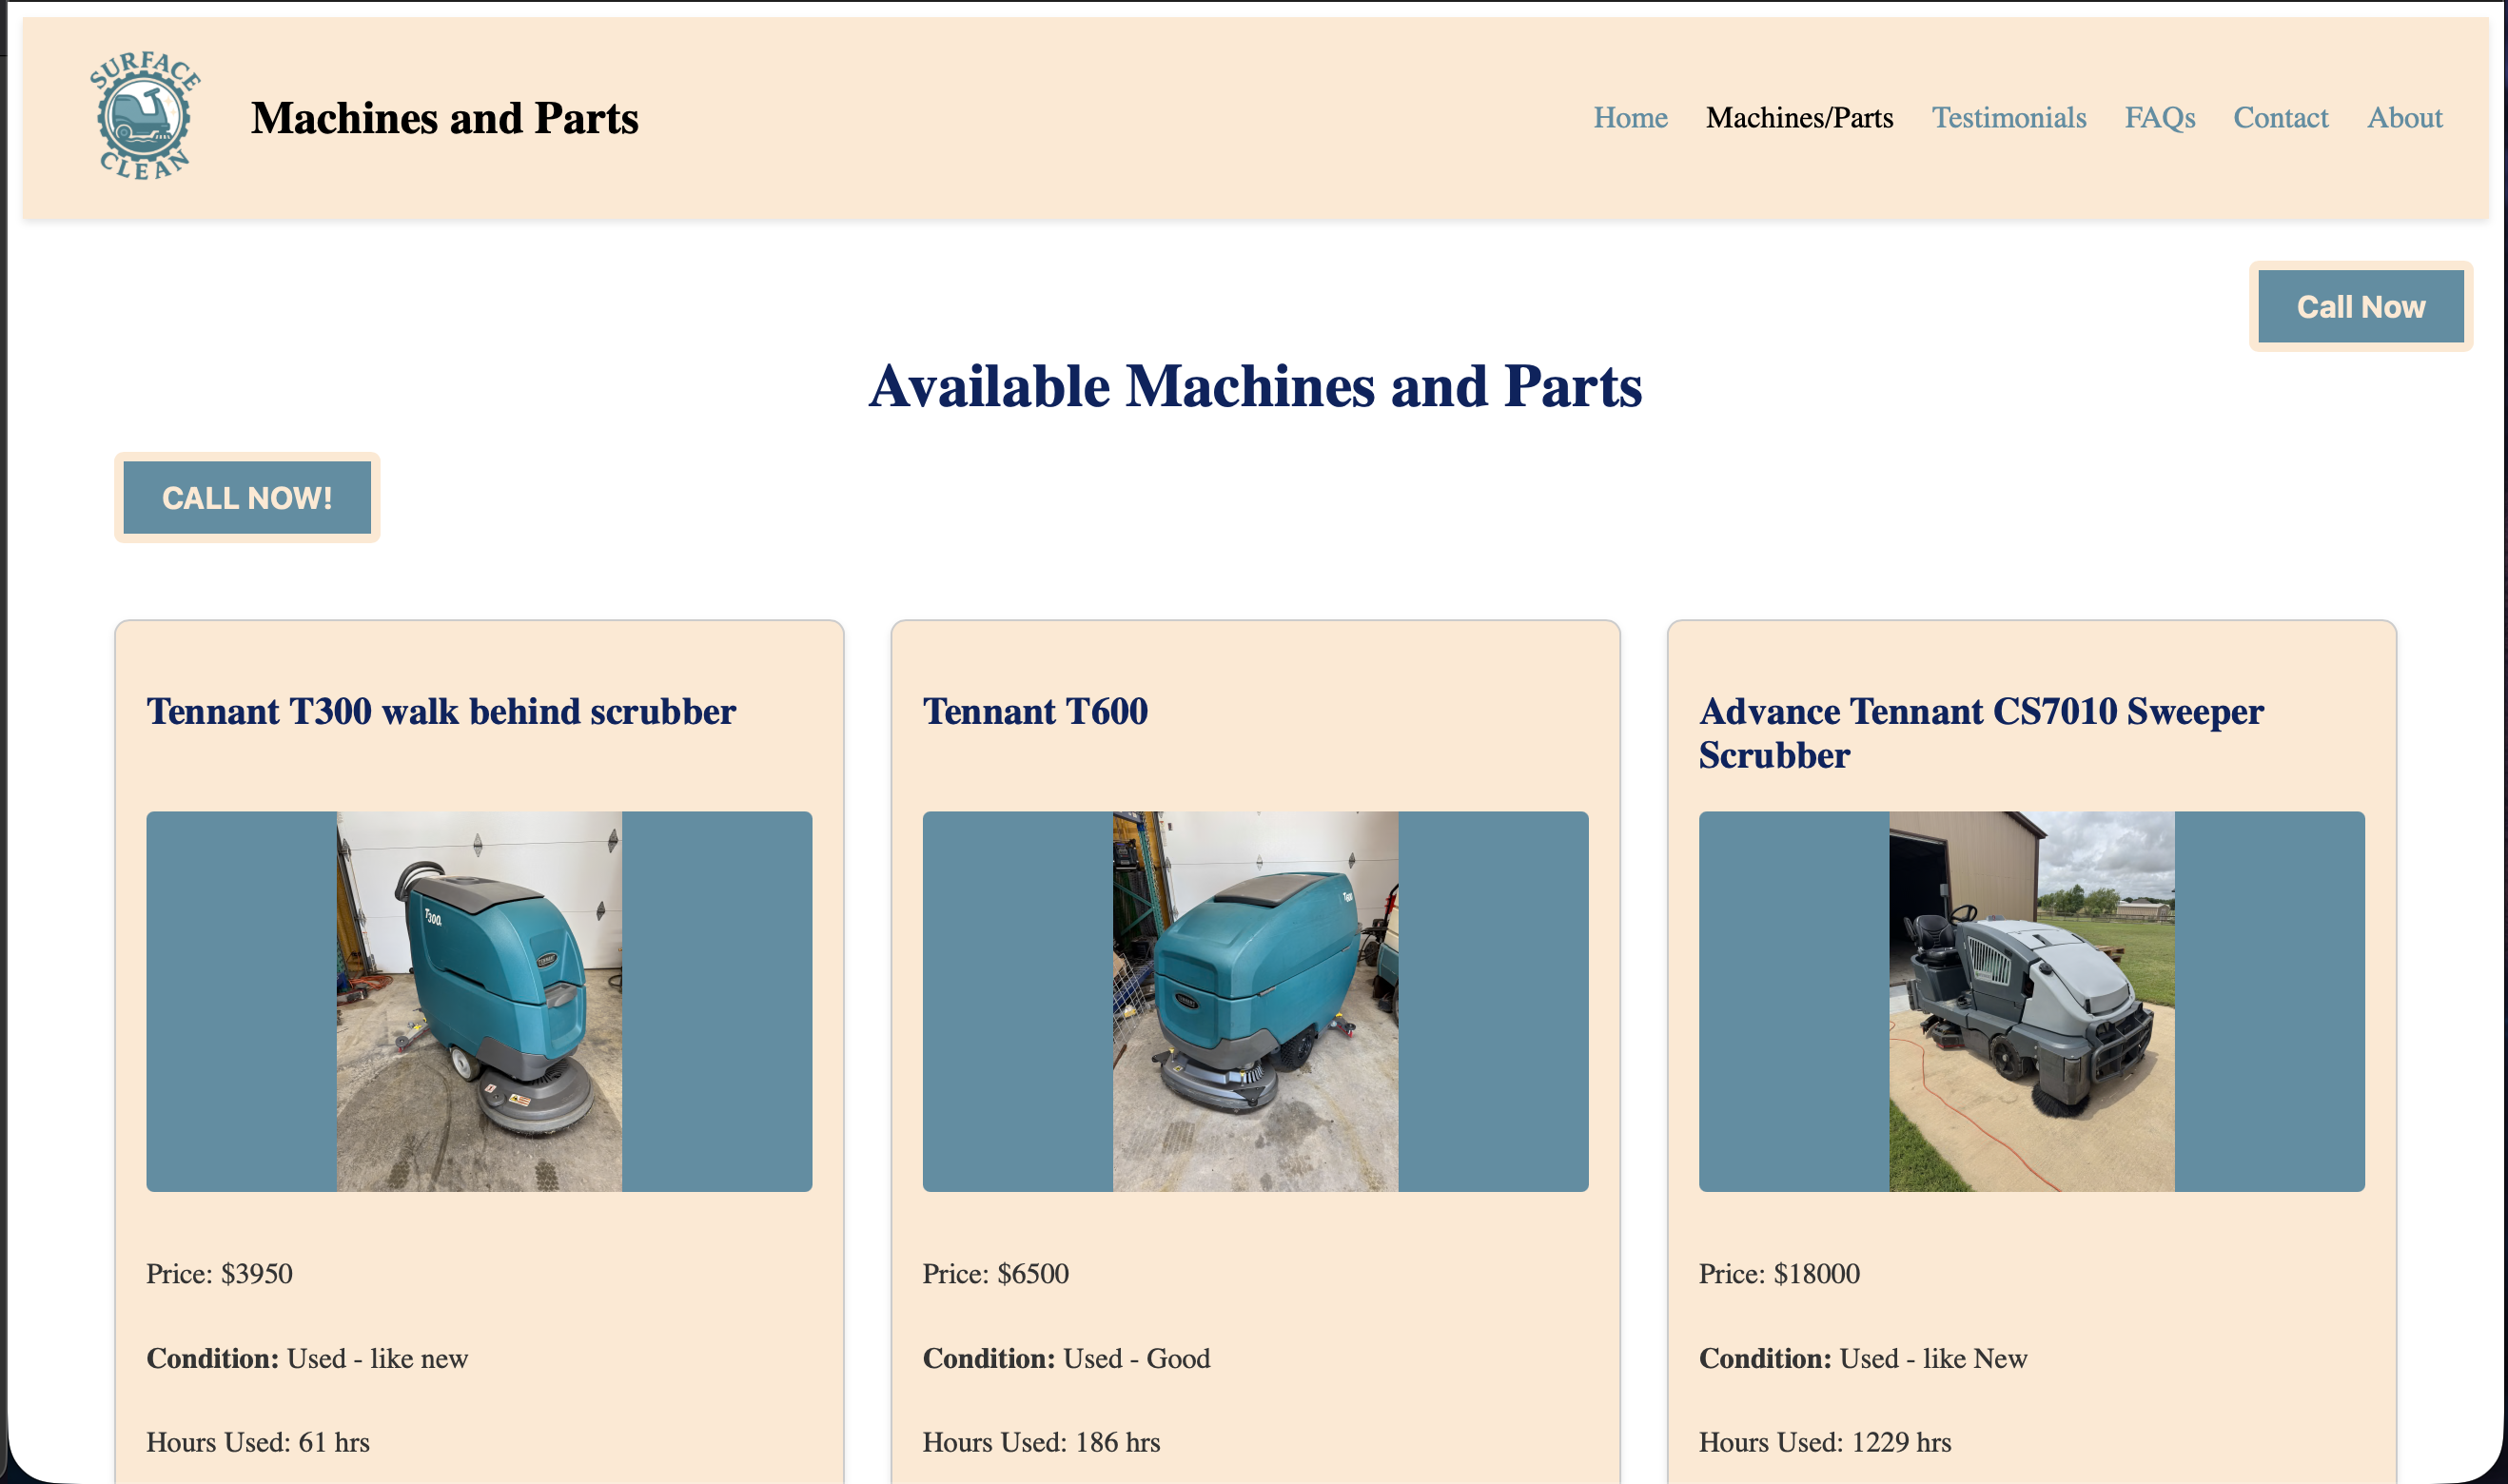 SURFACE
CLEAN
Machines and Parts
Home Machines/Parts Testimonials FAQs Contact About
Call Now
Available Machines and Parts
CALL NOW!
Tennant T300 walk behind scrubber
T300
TENNANT
Price: $3950
Condition: Used - like new
Hours Used: 61 hrs
Tennant T600
T600
TENNANT
Price: $6500
Condition: Used - Good
Hours Used: 186 hrs
Advance Tennant CS7010 Sweeper
Scrubber
Price: $18000
Condition: Used - like New
Hours Used: 1229 hrs